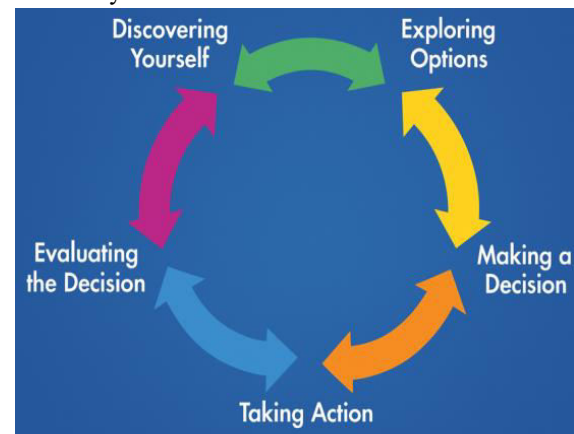 Discovering
Yourself
Exploring
Options
Making a
Decision
Taking Action
Evaluating
the Decision